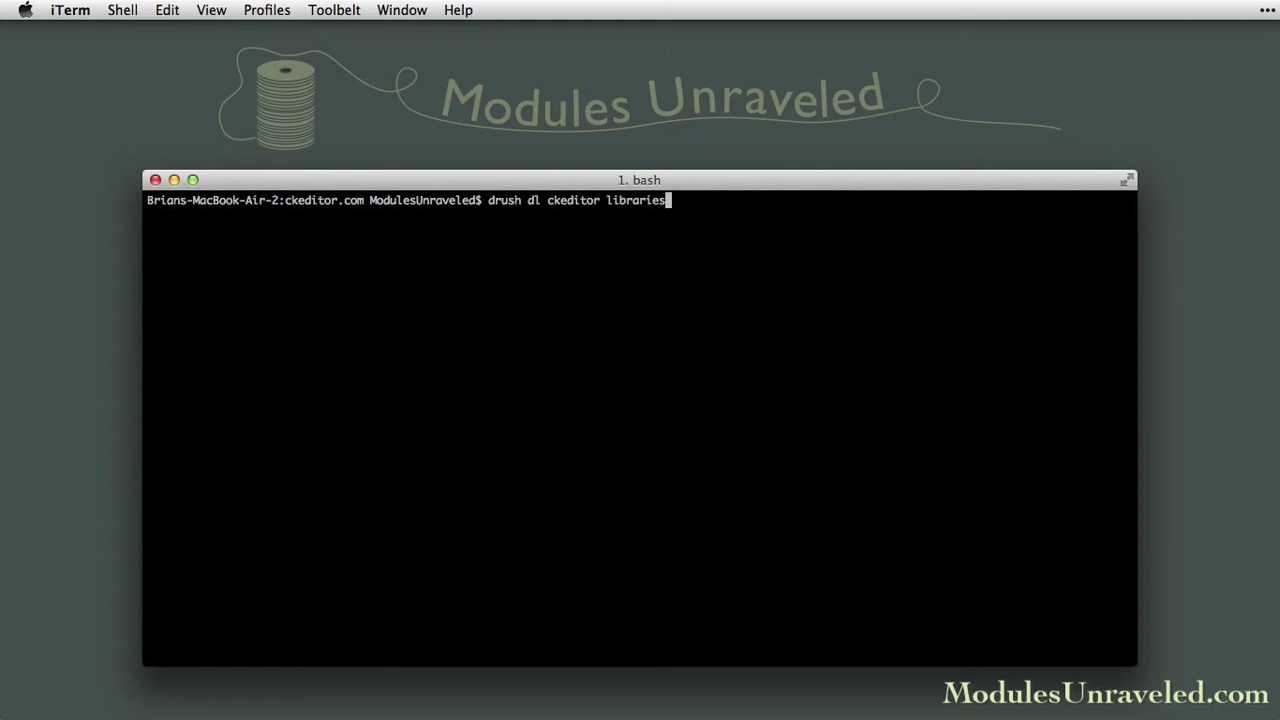 iTerm Shell Edit View Profiles Toolbelt Window Help •••
Modules Unraveled
1. bash
Brians-MacBook-Air-2:ckeditor.com ModulesUnraveled$ drush dl ckeditor libraries
ModulesUnraveled.com